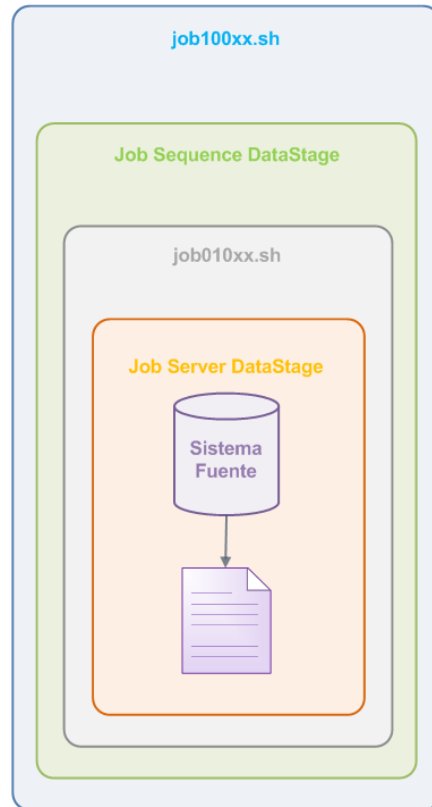 job100xx.sh
Job Sequence DataStage
job010xx.sh
Job Server DataStage
Sistema
Fuente